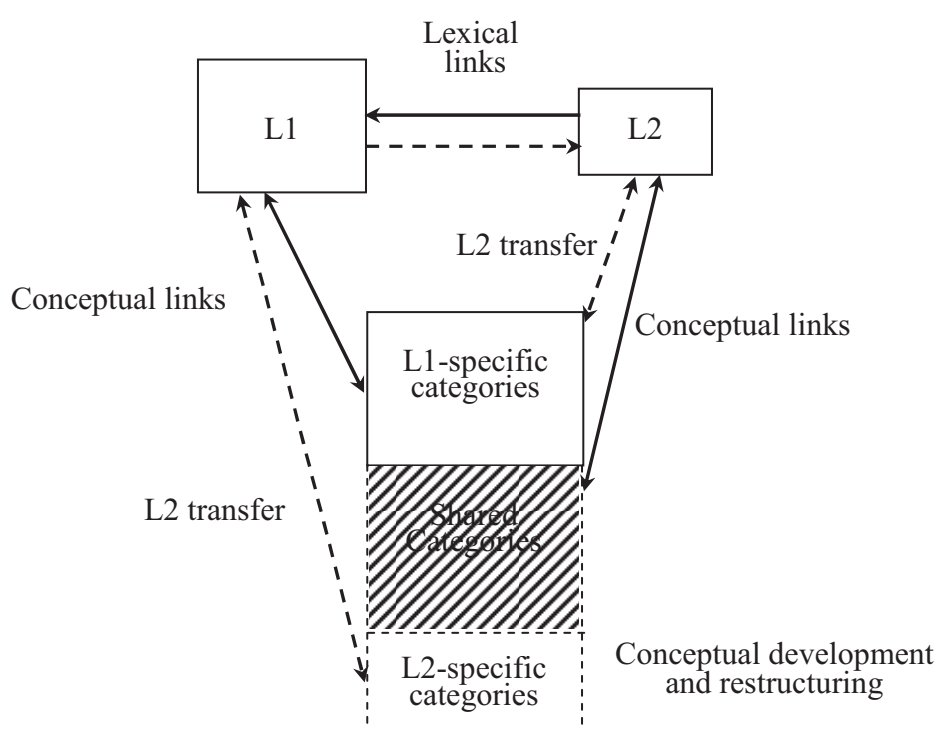 Lexical
links
L1
L2
L2 transfer
Conceptual links
Conceptual links
L1-specific
categories
L2 transfer
Shared
Categories
L2-specific
categories
Conceptual development
and restructuring